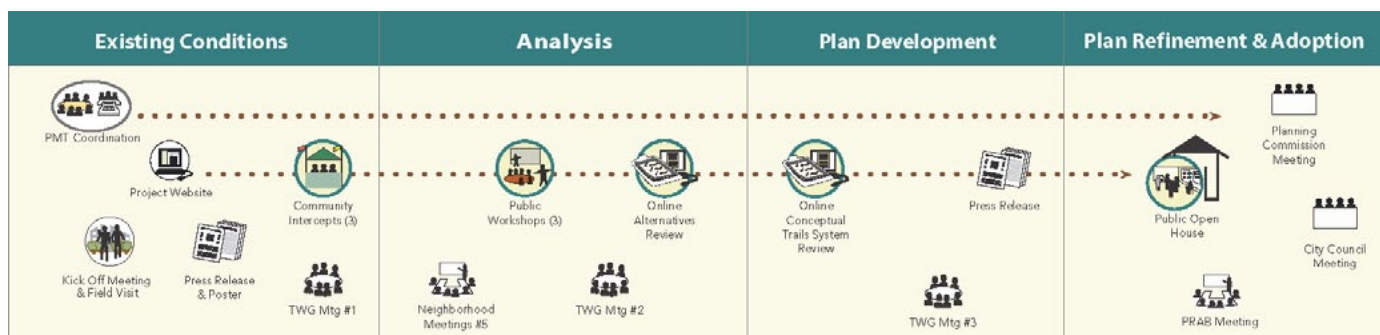 Existing Conditions
Analysis
Plan Development
Plan Refinement & Adoption
PMT Coordination
Planning
Commission
Meeting
Project Website
Community
Intercepts (3)
Public
Workshops (3)
Online
Alternatives
Review
Online
Conceptual
Trails System
Review
Press Release
Public Open
House
Kick Off Meeting
& Field Visit
Press Release
& Poster
TWG Mtg #1
Neighborhood
Meetings #5
TWG Mtg #2
TWG Mtg #3
PRAB Meeting
City Council
Meeting